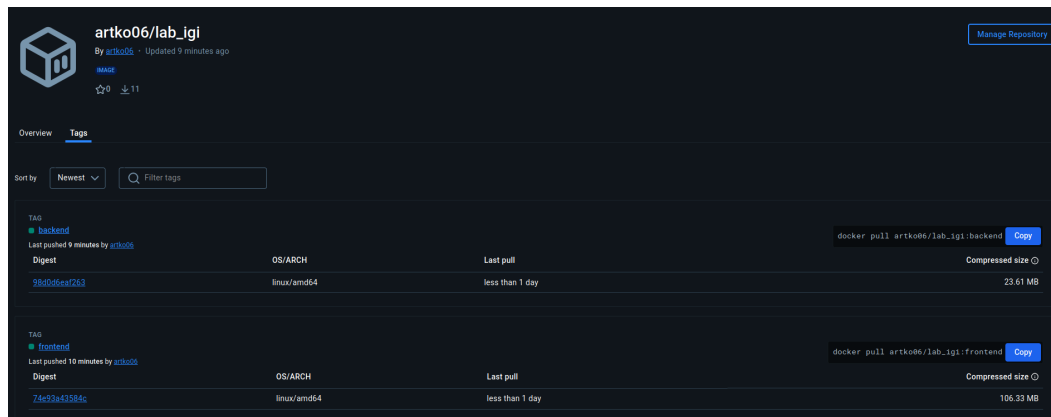 artko06/lab_igi
Manage Repository
By artko06 · Updated 9 minutes ago
IMAGE
0 11
Overview Tags
Sort by Newest Filter tags
TAG
backend
docker pull artko06/lab_igi:backend Copy
Last pushed 9 minutes by artko06
Digest OS/ARCH Last pull Compressed size
98d0d6eaf263 linux/amd64 less than 1 day 23.61 MB
TAG
frontend
docker pull artko06/lab_igi:frontend Copy
Last pushed 10 minutes by artko06
Digest OS/ARCH Last pull Compressed size
74e93a43584c linux/amd64 less than 1 day 106.33 MB